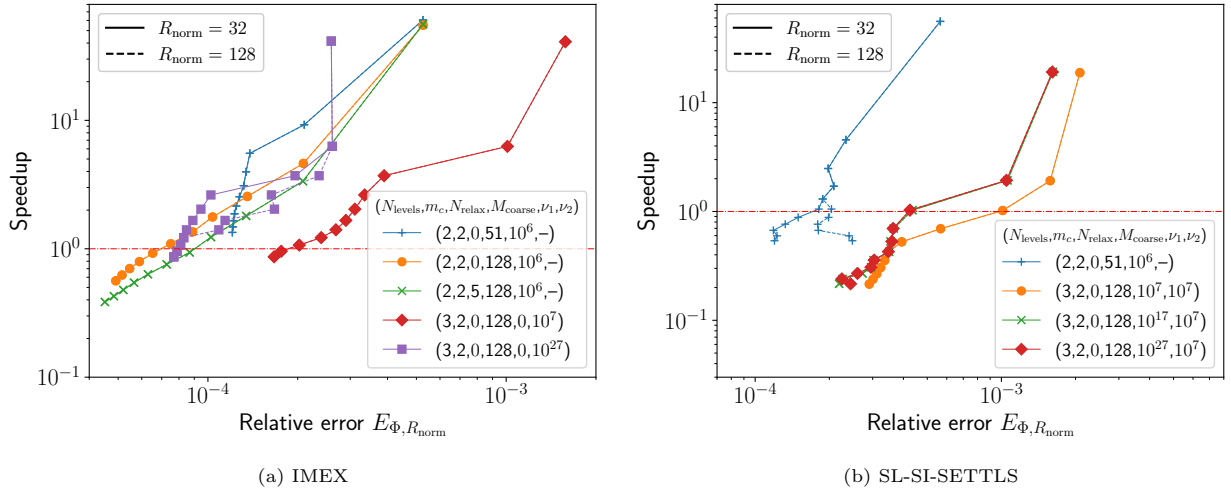 R_norm = 32
R_norm = 128
10^1
10^0
10^-1
Speedup
(N_levels,m_c,N_relax,M_coarse,ν_1,ν_2)
(2,2,0,51,10^6,–)
(2,2,0,128,10^6,–)
(2,2,5,128,10^6,–)
(3,2,0,128,0,10^7)
(3,2,0,128,0,10^27)
10^-4
10^-3
Relative error E_Φ,R_norm
(a) IMEX
R_norm = 32
R_norm = 128
10^1
10^0
10^-1
Speedup
(N_levels,m_c,N_relax,M_coarse,ν_1,ν_2)
(2,2,0,51,10^6,–)
(3,2,0,128,10^7,10^7)
(3,2,0,128,10^17,10^7)
(3,2,0,128,10^27,10^7)
10^-4
10^-3
Relative error E_Φ,R_norm
(b) SL-SI-SETTLS